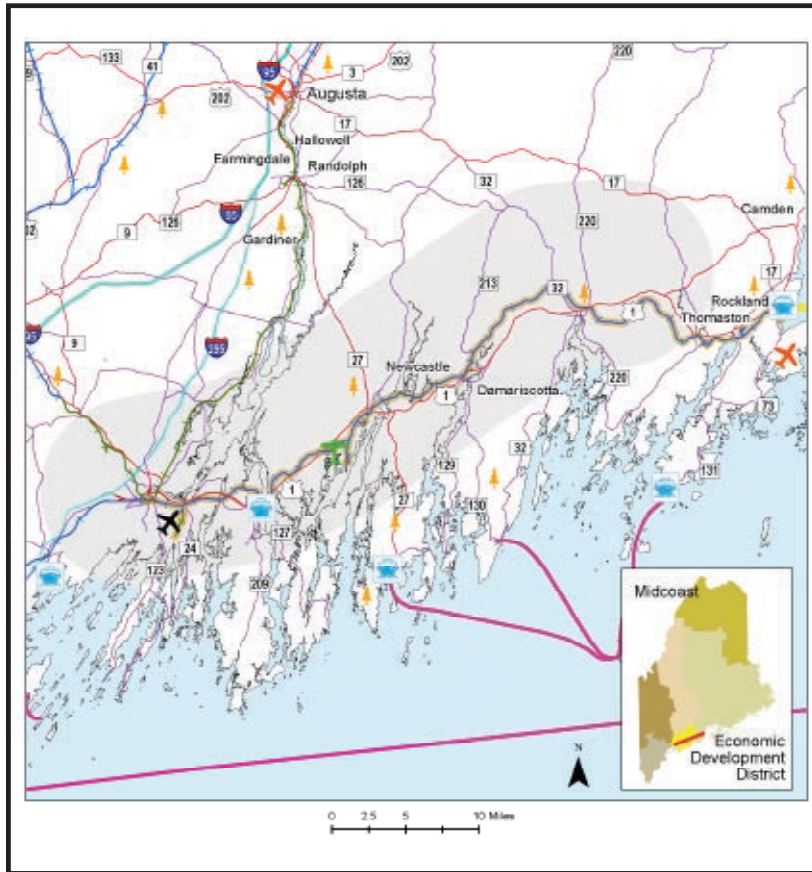 133
41
95
3
202
220
202
Augusta
17
Hallowell
Farmingdale
Randolph
126
32
17
126
95
9
Camden
Gardiner
220
213
32
17
Rockland
1
Thomaston
9
295
27
Newcastle
1
Damariscotta
220
73
32
129
131
1
27
130
24
127
123
209
Midcoast
Economic
Development
District
N
0 2.5 5 10 Miles